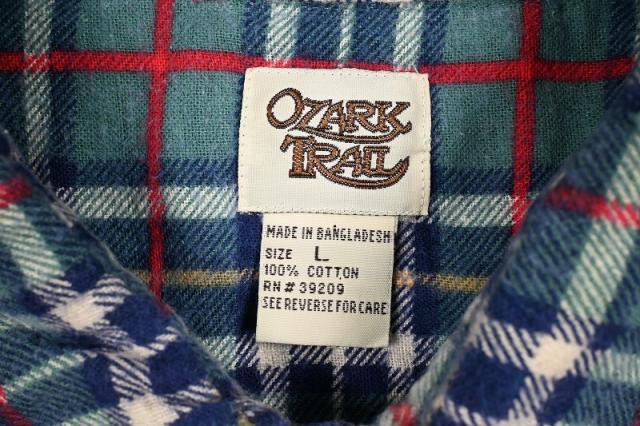 OZARK
TRAIL
MADE IN BANGLADESH
SIZE L
100% COTTON
RN # 39209
SEE REVERSE FOR CARE